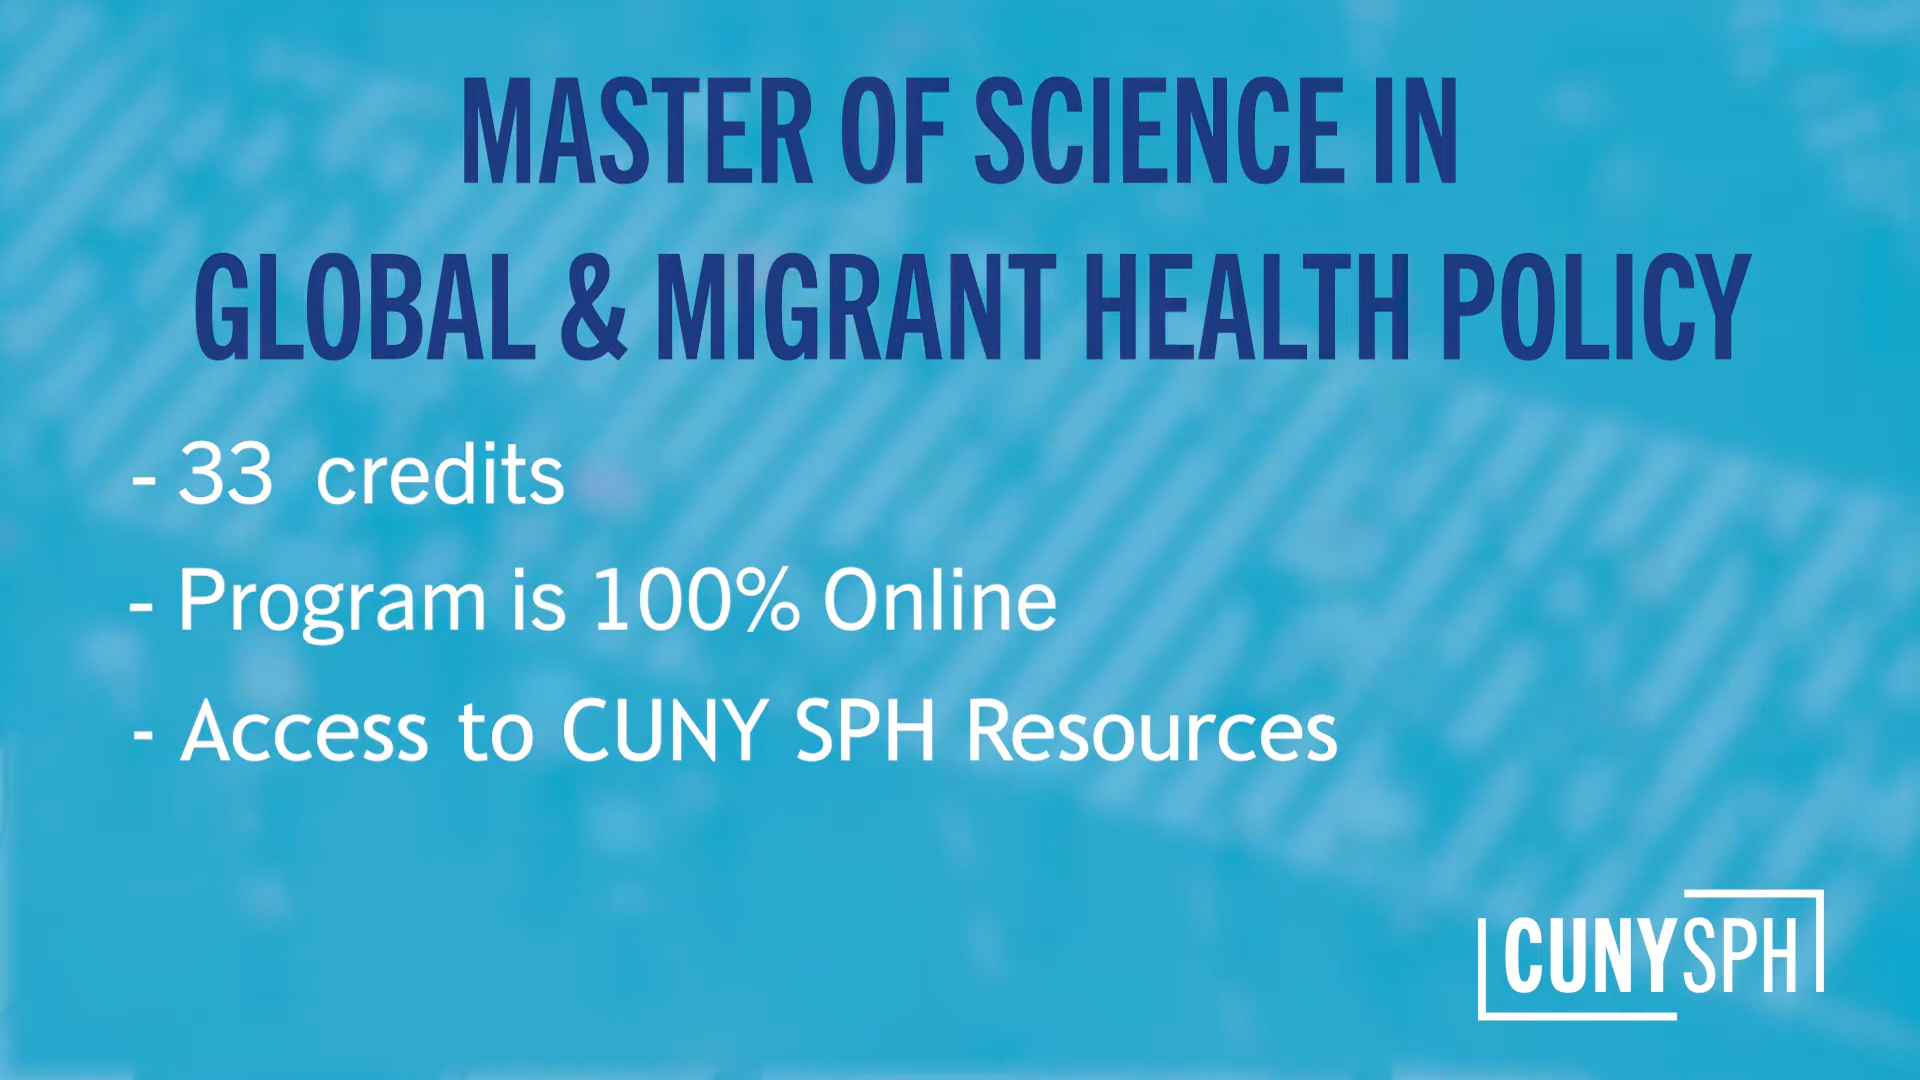 MASTER OF SCIENCE IN
GLOBAL & MIGRANT HEALTH POLICY
- 33 credits
- Program is 100% Online
- Access to CUNY SPH Resources
CUNYSPH